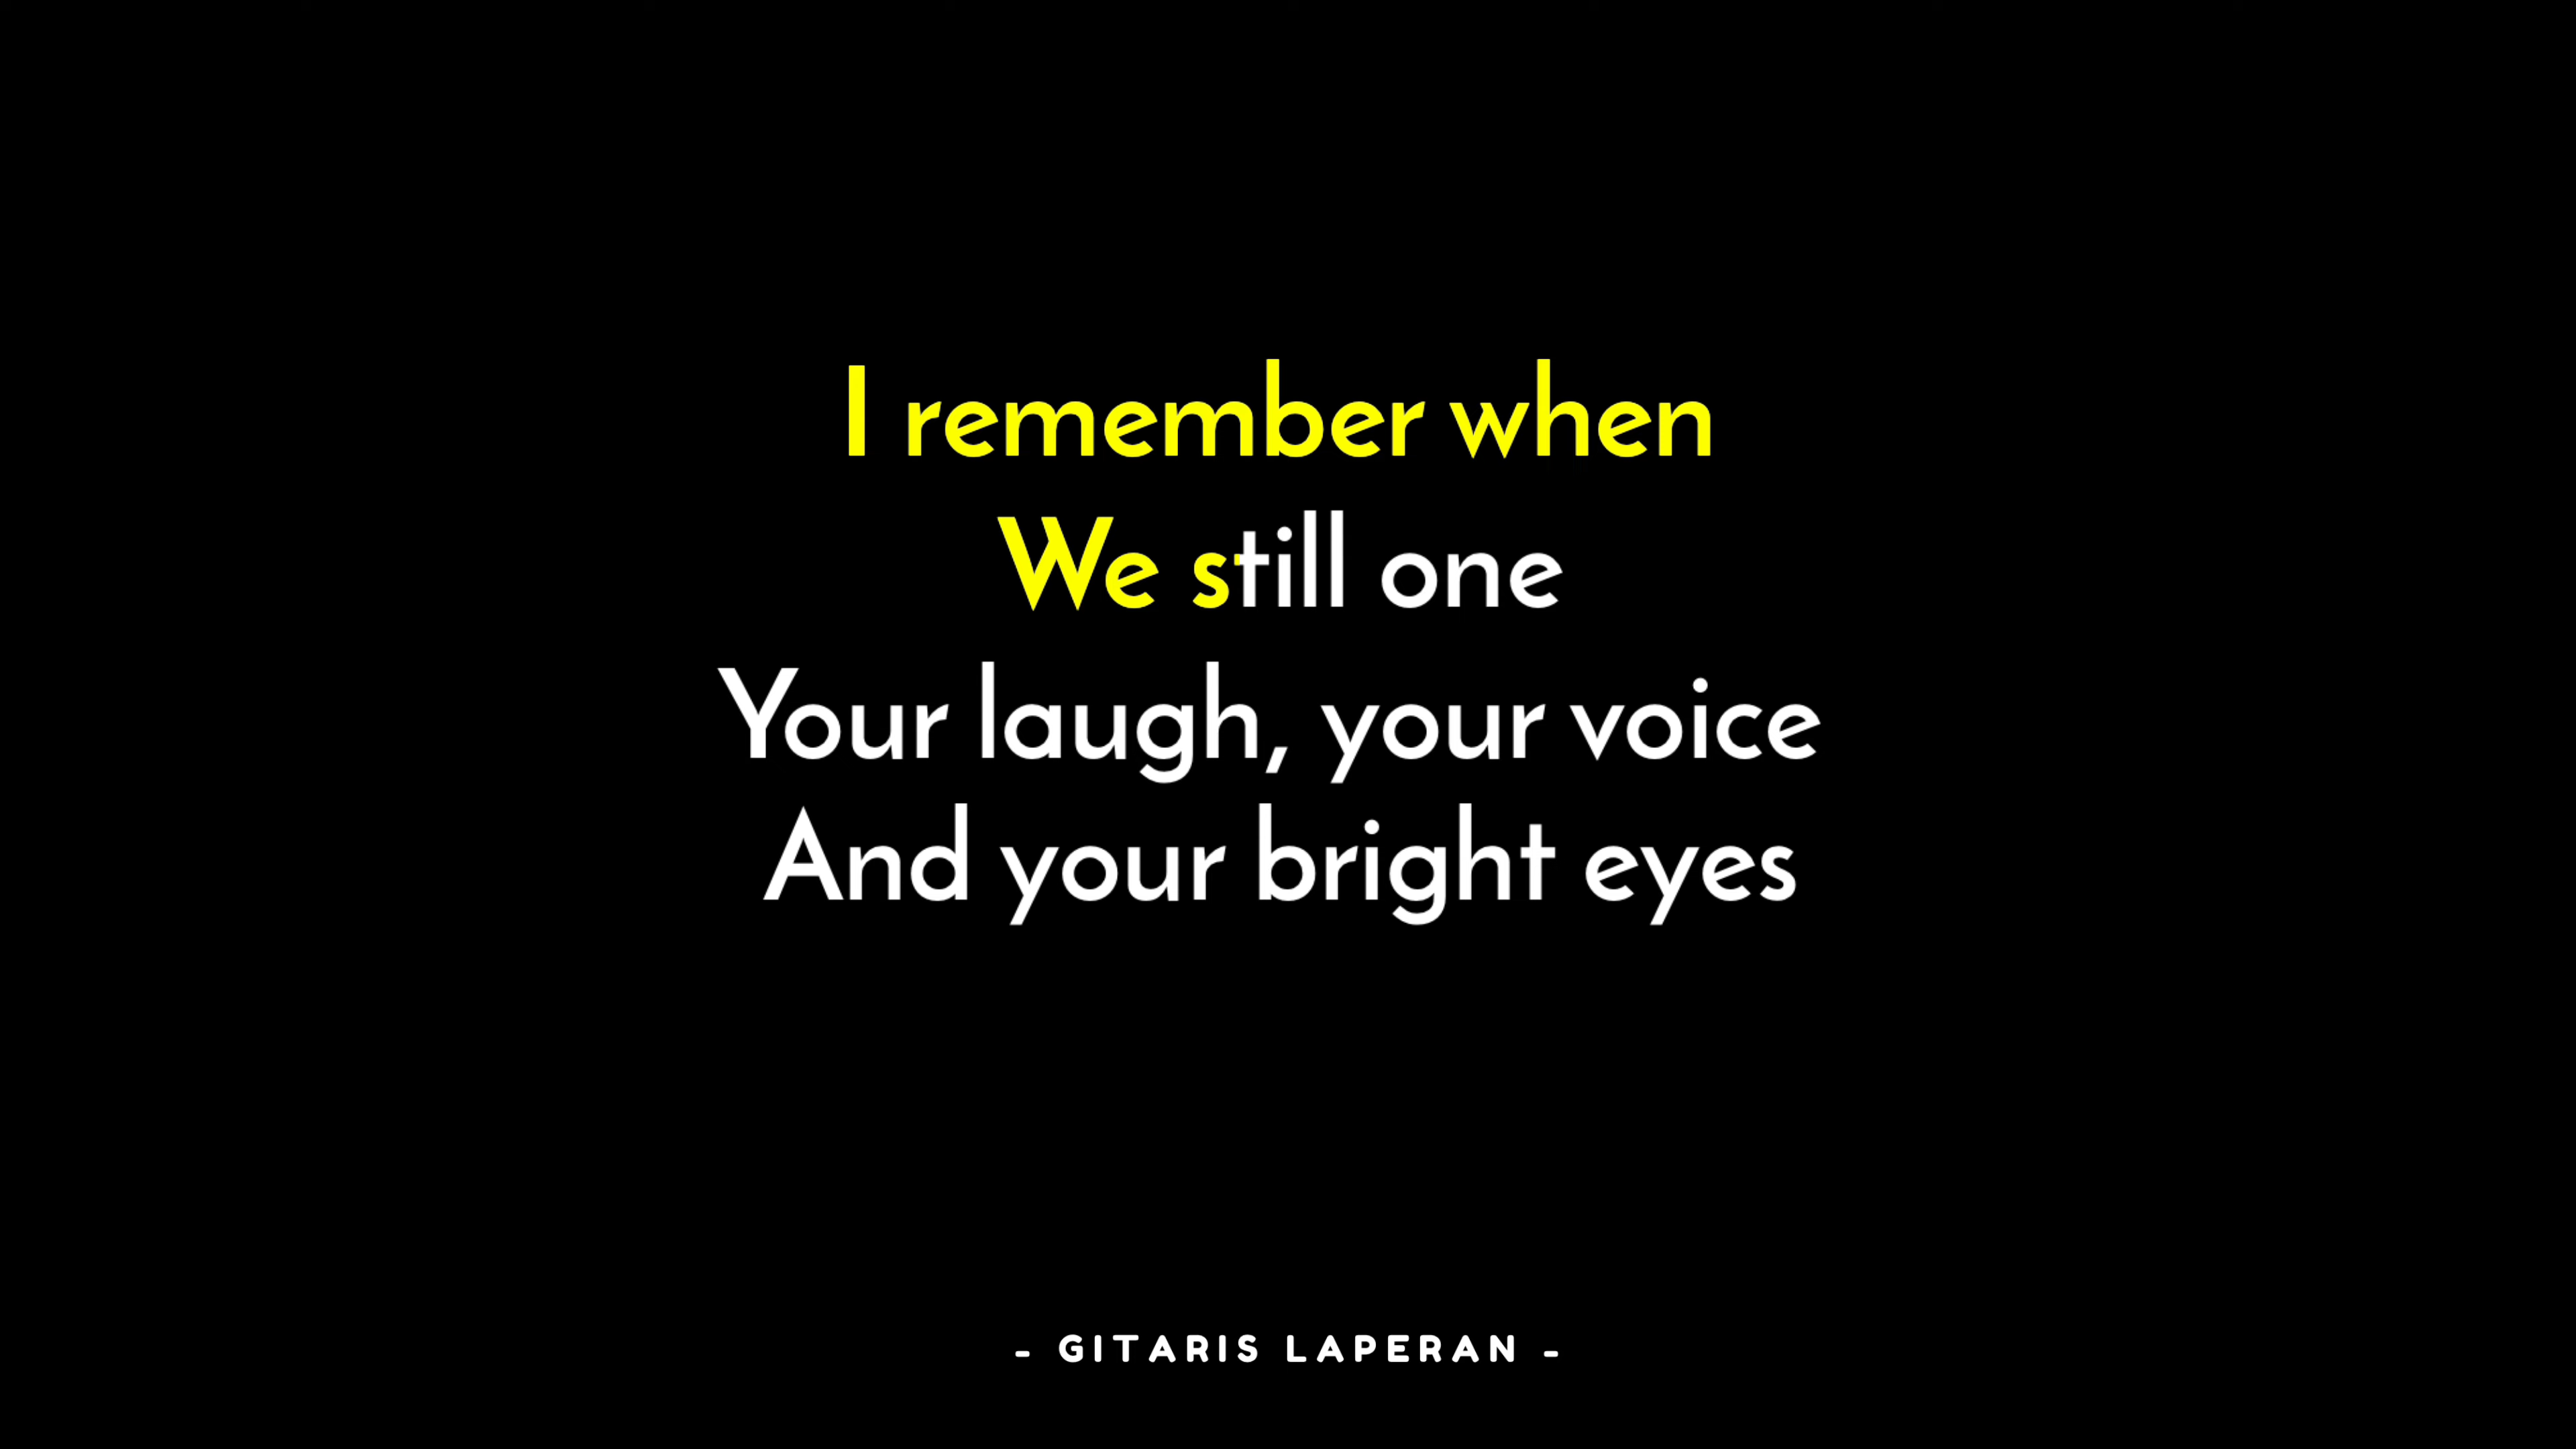 I remember when
We still one
Your laugh, your voice
And your bright eyes
- GITARIS LAPERAN -